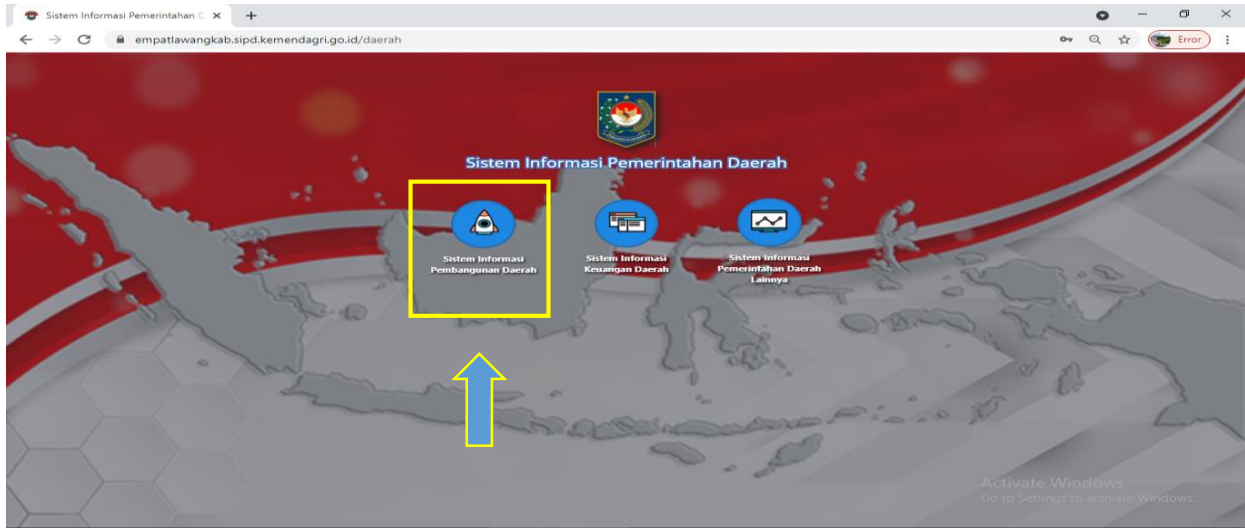 Sistem Informasi Pemerintahan D
empatlawangkab.sipd.kemendagri.go.id/daerah
Error
Sistem Informasi Pemerintahan Daerah
Sistem Informasi
Pembangunan Daerah
Sistem Informasi
Keuangan Daerah
Sistem Informasi
Pemerintahan Daerah
Lainnya
Activate Windows
Go to Settings to activate Windows.